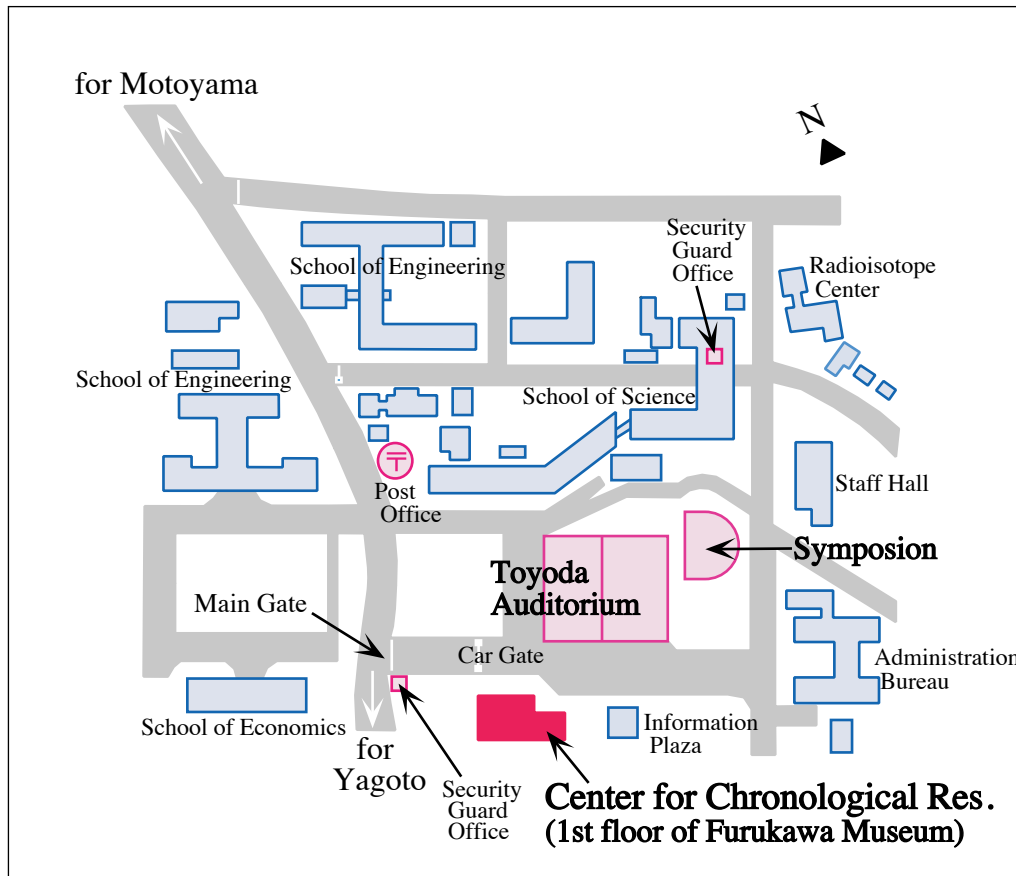 for Motoyama
N
Security
Guard
Office
School of Engineering
Radioisotope
Center
School of Engineering
School of Science
Post
Office
Staff Hall
Symposion
Toyoda
Auditorium
Main Gate
Car Gate
Administration
Bureau
School of Economics
Information
Plaza
for
Yagoto
Security
Guard
Office
Center for Chronological Res.
(1st floor of Furukawa Museum)